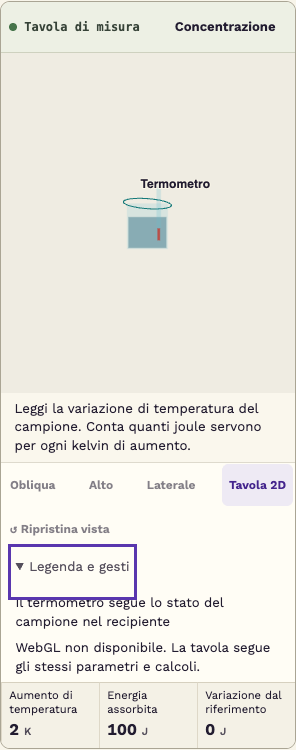 Tavola di misura
Concentrazione
Termometro
Leggi la variazione di temperatura del
campione. Conta quanti joule servono
per ogni kelvin di aumento.
Obliqua
Alto
Laterale
Tavola 2D
↺ Ripristina vista
▼ Legenda e gesti
Il termometro segue lo stato del
campione nel recipiente
WebGL non disponibile. La tavola segue
gli stessi parametri e calcoli.
Aumento di
temperatura
2 K
Energia
assorbita
100 J
Variazione dal
riferimento
0 J